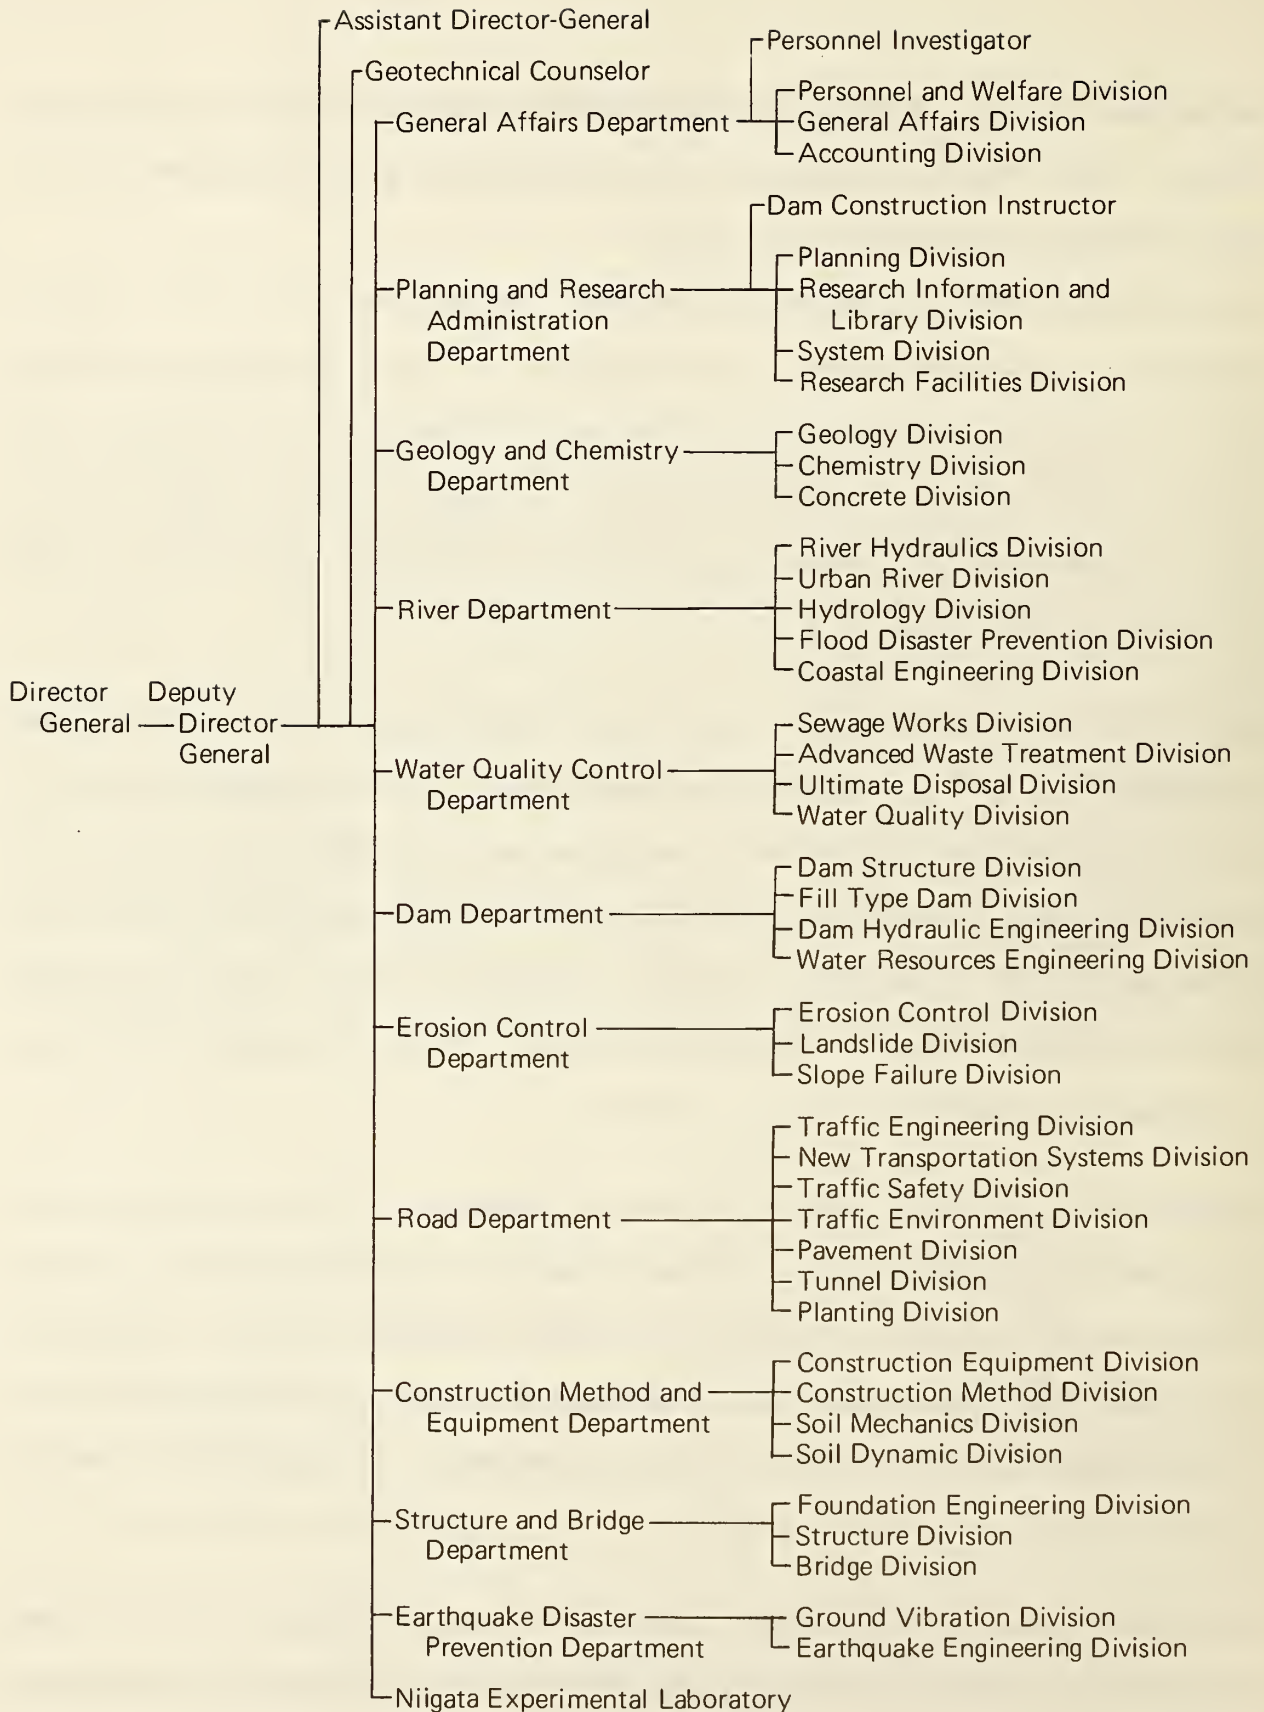 Assistant Director-General
Personnel Investigator
Geotechnical Counselor
Personnel and Welfare Division
General Affairs Department
General Affairs Division
Accounting Division
Dam Construction Instructor
Planning Division
Planning and Research
Administration
Department
Research Information and
Library Division
System Division
Research Facilities Division
Geology and Chemistry
Department
Geology Division
Chemistry Division
Concrete Division
River Department
River Hydraulics Division
Urban River Division
Hydrology Division
Flood Disaster Prevention Division
Coastal Engineering Division
Director
General
Deputy
Director
General
Water Quality Control
Department
Sewage Works Division
Advanced Waste Treatment Division
Ultimate Disposal Division
Water Quality Division
Dam Department
Dam Structure Division
Fill Type Dam Division
Dam Hydraulic Engineering Division
Water Resources Engineering Division
Erosion Control
Department
Erosion Control Division
Landslide Division
Slope Failure Division
Road Department
Traffic Engineering Division
New Transportation Systems Division
Traffic Safety Division
Traffic Environment Division
Pavement Division
Tunnel Division
Planting Division
Construction Method and
Equipment Department
Construction Equipment Division
Construction Method Division
Soil Mechanics Division
Soil Dynamic Division
Structure and Bridge
Department
Foundation Engineering Division
Structure Division
Bridge Division
Earthquake Disaster
Prevention Department
Ground Vibration Division
Earthquake Engineering Division
Niigata Experimental Laboratory